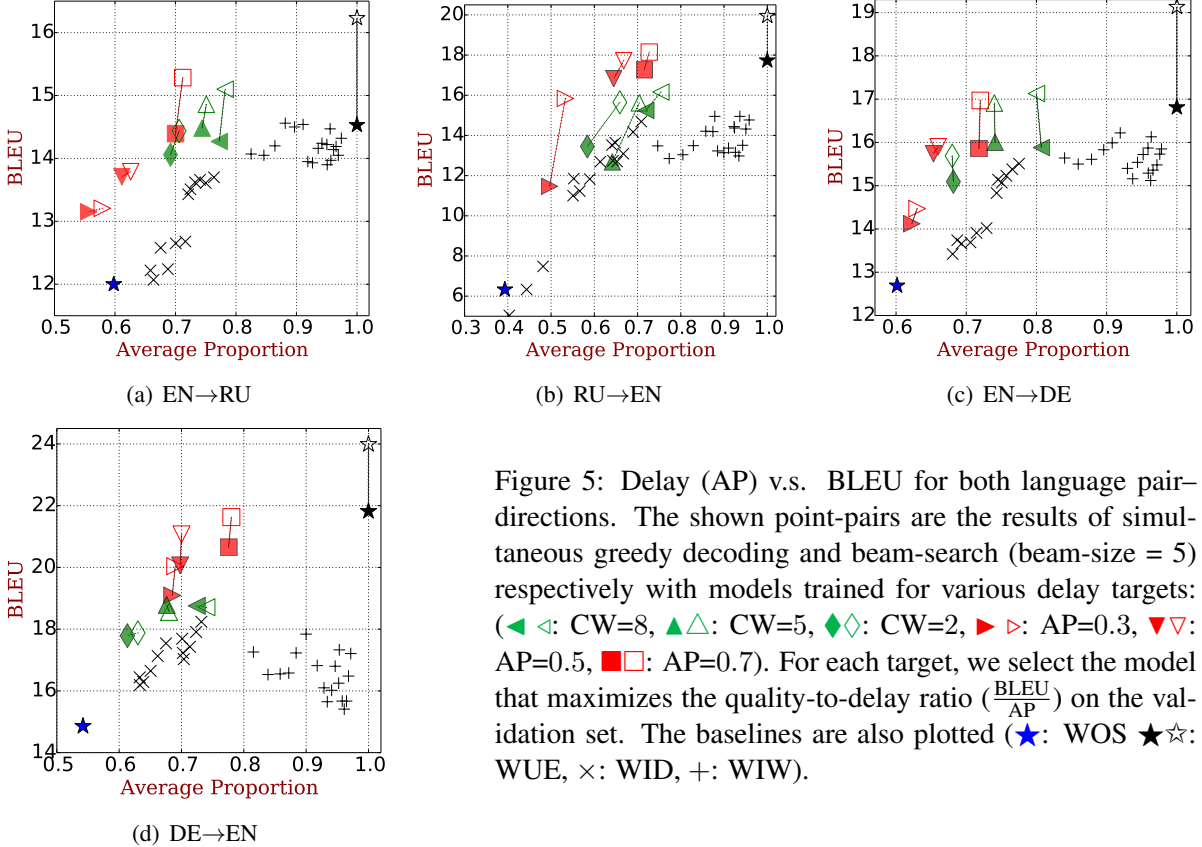 16
15
14
13
12
BLEU
0.5 0.6 0.7 0.8 0.9 1.0
Average Proportion
(a) EN→RU
20
18
16
14
12
10
8
6
BLEU
0.3 0.4 0.5 0.6 0.7 0.8 0.9 1.0
Average Proportion
(b) RU→EN
19
18
17
16
15
14
13
12
BLEU
0.6 0.7 0.8 0.9 1.0
Average Proportion
(c) EN→DE
24
22
20
18
16
14
BLEU
0.5 0.6 0.7 0.8 0.9 1.0
Average Proportion
(d) DE→EN
Figure 5: Delay (AP) v.s. BLEU for both language pair–
directions. The shown point-pairs are the results of simul-
taneous greedy decoding and beam-search (beam-size = 5)
respectively with models trained for various delay targets:
(◀◁: CW=8, ▲△: CW=5, ♦♢: CW=2, ▶▷: AP=0.3, ▼▽:
AP=0.5, ■□: AP=0.7). For each target, we select the model
that maximizes the quality-to-delay ratio (BLEU/AP) on the val-
idation set. The baselines are also plotted (★: WOS ★☆:
WUE, ×: WID, +: WIW).